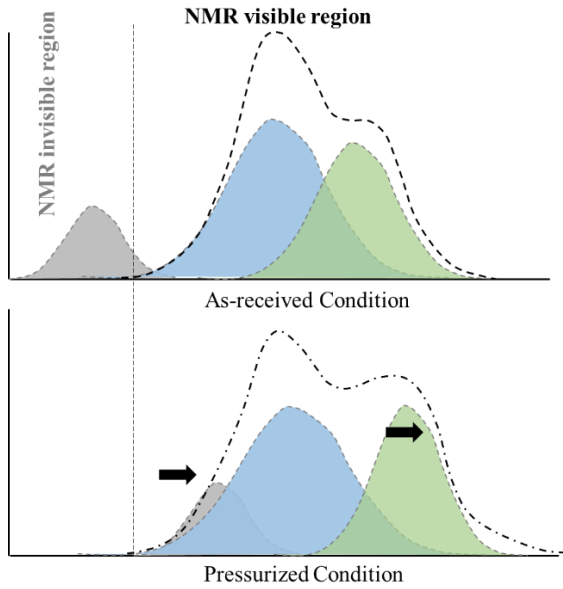 NMR visible region
NMR invisible region
As-received Condition
Pressurized Condition